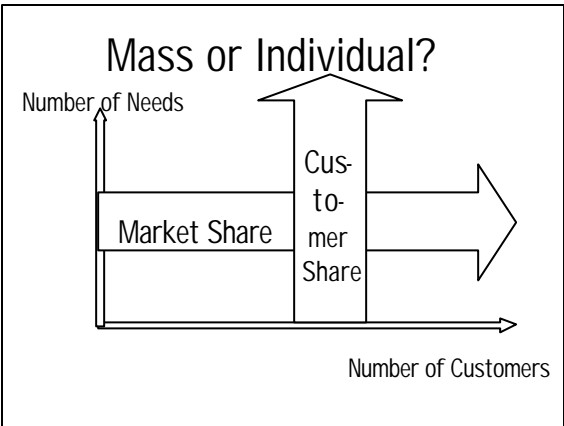 Mass or Individual?
Number of Needs
Market Share
Cus-
to-
mer
Share
Number of Customers